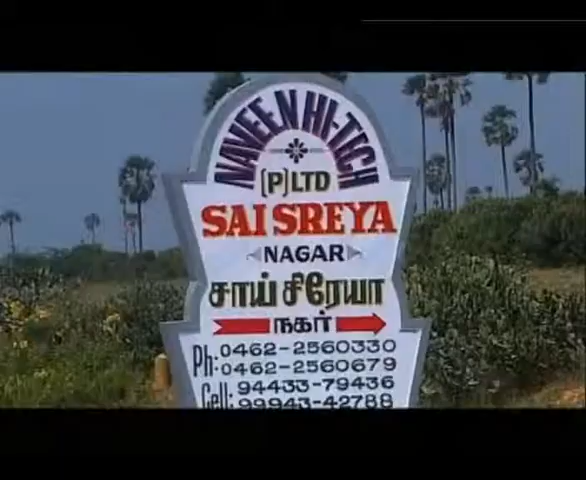 NAVEEN HI-TECH
(P) LTD
SAI SREYA
NAGAR
சாய் சிரேயா
நகர்
Ph: 0462-2560330
0462-2560679
Cell: 94433-79436
99943-42788